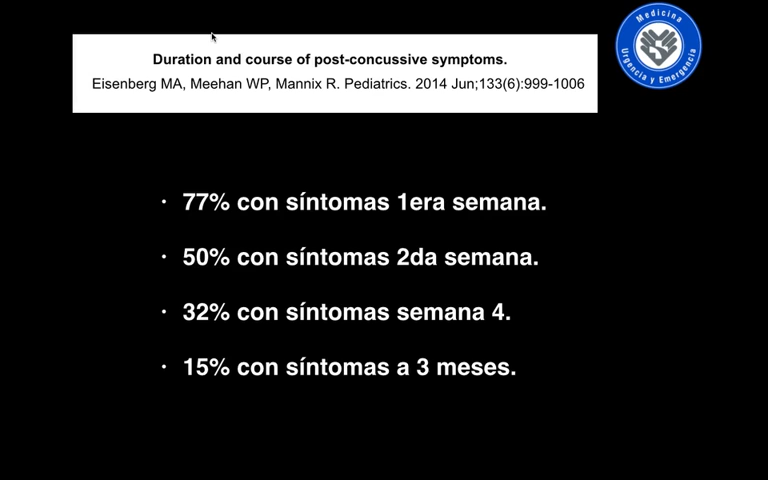 Duration and course of post-concussive symptoms.
Eisenberg MA, Meehan WP, Mannix R. Pediatrics. 2014 Jun;133(6):999-1006
Medicina
Urgencia y Emergencia
· 77% con síntomas 1era semana.
· 50% con síntomas 2da semana.
· 32% con síntomas semana 4.
· 15% con síntomas a 3 meses.